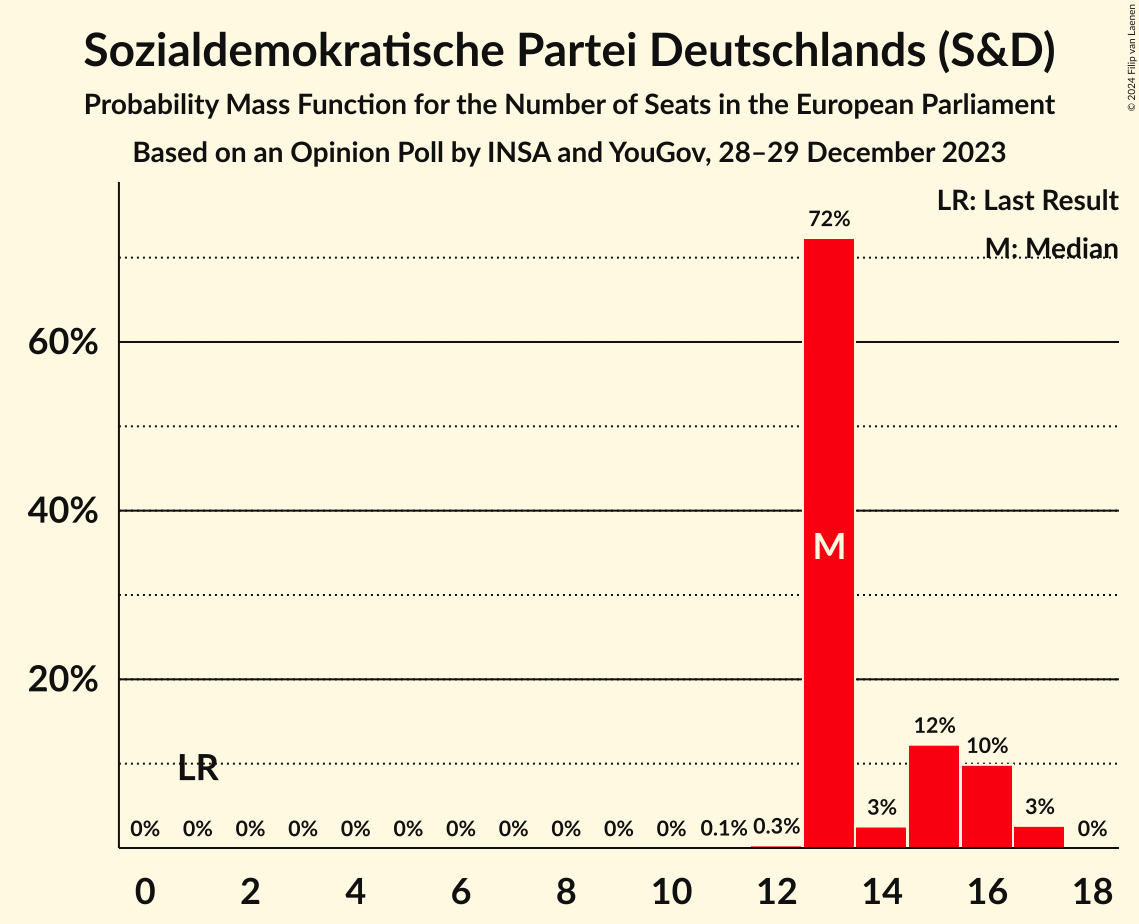 Sozialdemokratische Partei Deutschlands (S&D)
Probability Mass Function for the Number of Seats in the European Parliament
Based on an Opinion Poll by INSA and YouGov, 28–29 December 2023
© 2024 Filip van Laenen
LR: Last Result
M: Median
72%
60%
40%
M
20%
12%
10%
LR
3%
3%
0% 0% 0% 0% 0% 0% 0% 0% 0% 0% 0% 0.1% 0.3% 0%
0 2 4 6 8 10 12 14 16 18